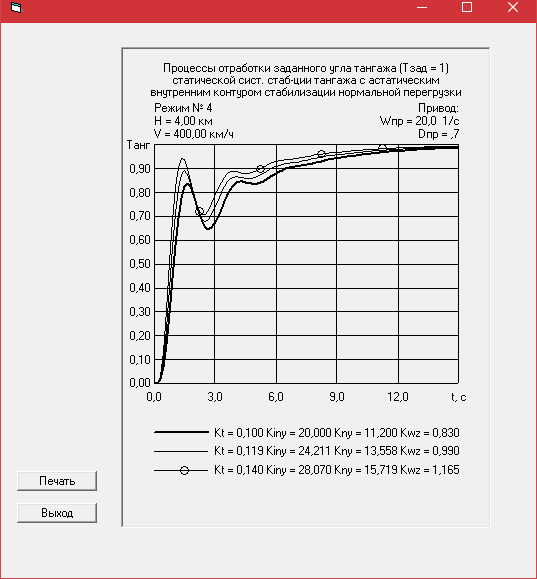 Процессы отработки заданного угла тангажа (Тзад = 1)
статической сист. стаб-ции тангажа с астатическим
внутренним контуром стабилизации нормальной перегрузки
Режим № 4 Привод:
H = 4,00 км Wпр = 20,0 1/с
V = 400,00 км/ч Dпр = ,7
Танг
0,90
0,80
0,70
0,60
0,50
0,40
0,30
0,20
0,10
0,00
0,0 3,0 6,0 9,0 12,0 t, с
Kt = 0,100 Kiny = 20,000 Kny = 11,200 Kwz = 0,830
Kt = 0,119 Kiny = 24,211 Kny = 13,558 Kwz = 0,990
Kt = 0,140 Kiny = 28,070 Kny = 15,719 Kwz = 1,165
Печать
Выход